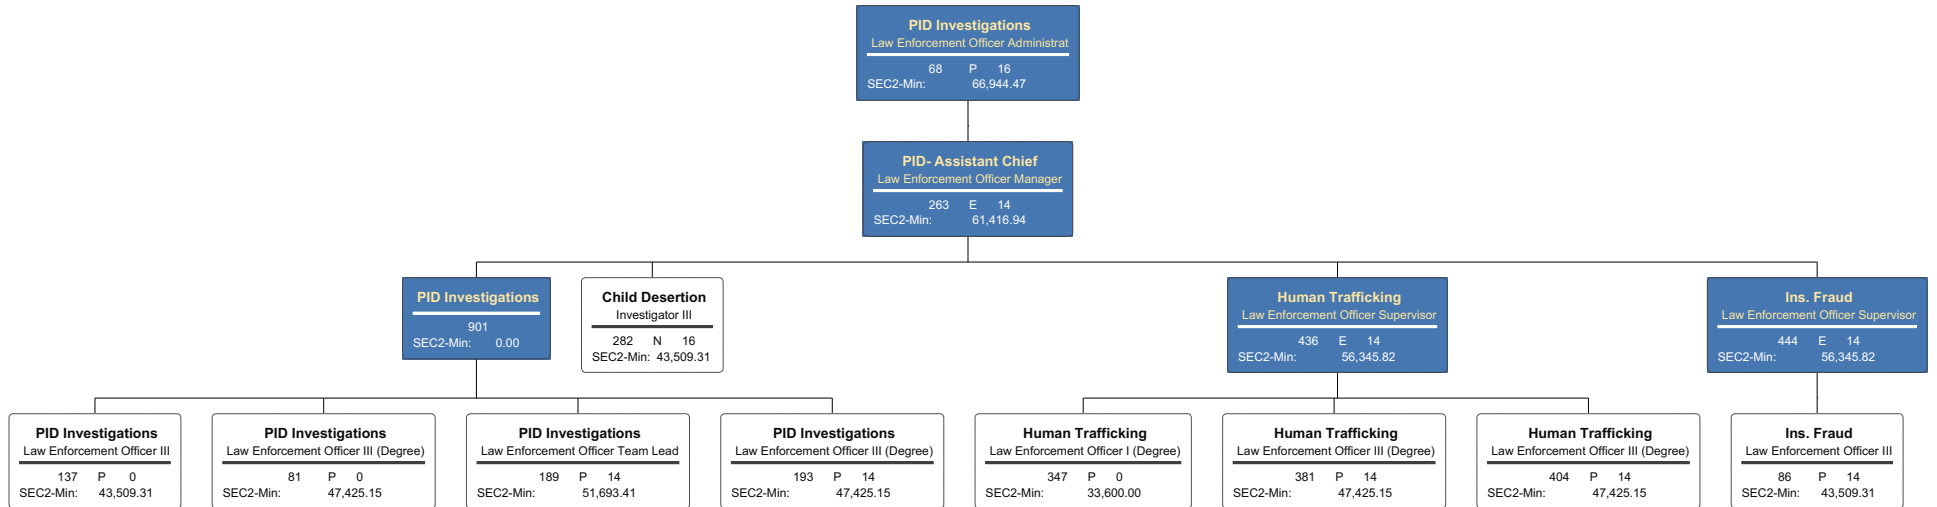 PID Investigations
Law Enforcement Officer Administrat
68 P 16
SEC2-Min: 66,944.47
PID- Assistant Chief
Law Enforcement Officer Manager
263 E 14
SEC2-Min: 61,416.94
PID Investigations
901
SEC2-Min: 0.00
Child Desertion
Investigator III
282 N 16
SEC2-Min: 43,509.31
Human Trafficking
Law Enforcement Officer Supervisor
436 E 14
SEC2-Min: 56,345.82
Ins. Fraud
Law Enforcement Officer Supervisor
444 E 14
SEC2-Min: 56,345.82
PID Investigations
Law Enforcement Officer III
137 P 0
SEC2-Min: 43,509.31
PID Investigations
Law Enforcement Officer III (Degree)
81 P 0
SEC2-Min: 47,425.15
PID Investigations
Law Enforcement Officer Team Lead
189 P 14
SEC2-Min: 51,693.41
PID Investigations
Law Enforcement Officer III (Degree)
193 P 14
SEC2-Min: 47,425.15
Human Trafficking
Law Enforcement Officer I (Degree)
347 P 0
SEC2-Min: 33,600.00
Human Trafficking
Law Enforcement Officer III (Degree)
381 P 14
SEC2-Min: 47,425.15
Human Trafficking
Law Enforcement Officer III (Degree)
404 P 14
SEC2-Min: 47,425.15
Ins. Fraud
Law Enforcement Officer III
86 P 14
SEC2-Min: 43,509.31